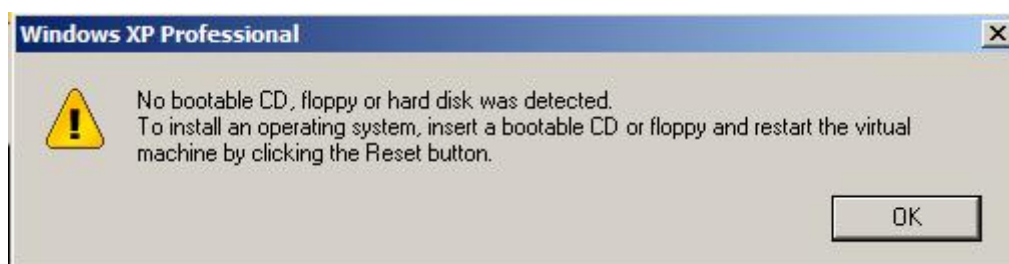 Windows XP Professional
No bootable CD, floppy or hard disk was detected.
To install an operating system, insert a bootable CD or floppy and restart the virtual
machine by clicking the Reset button.
OK